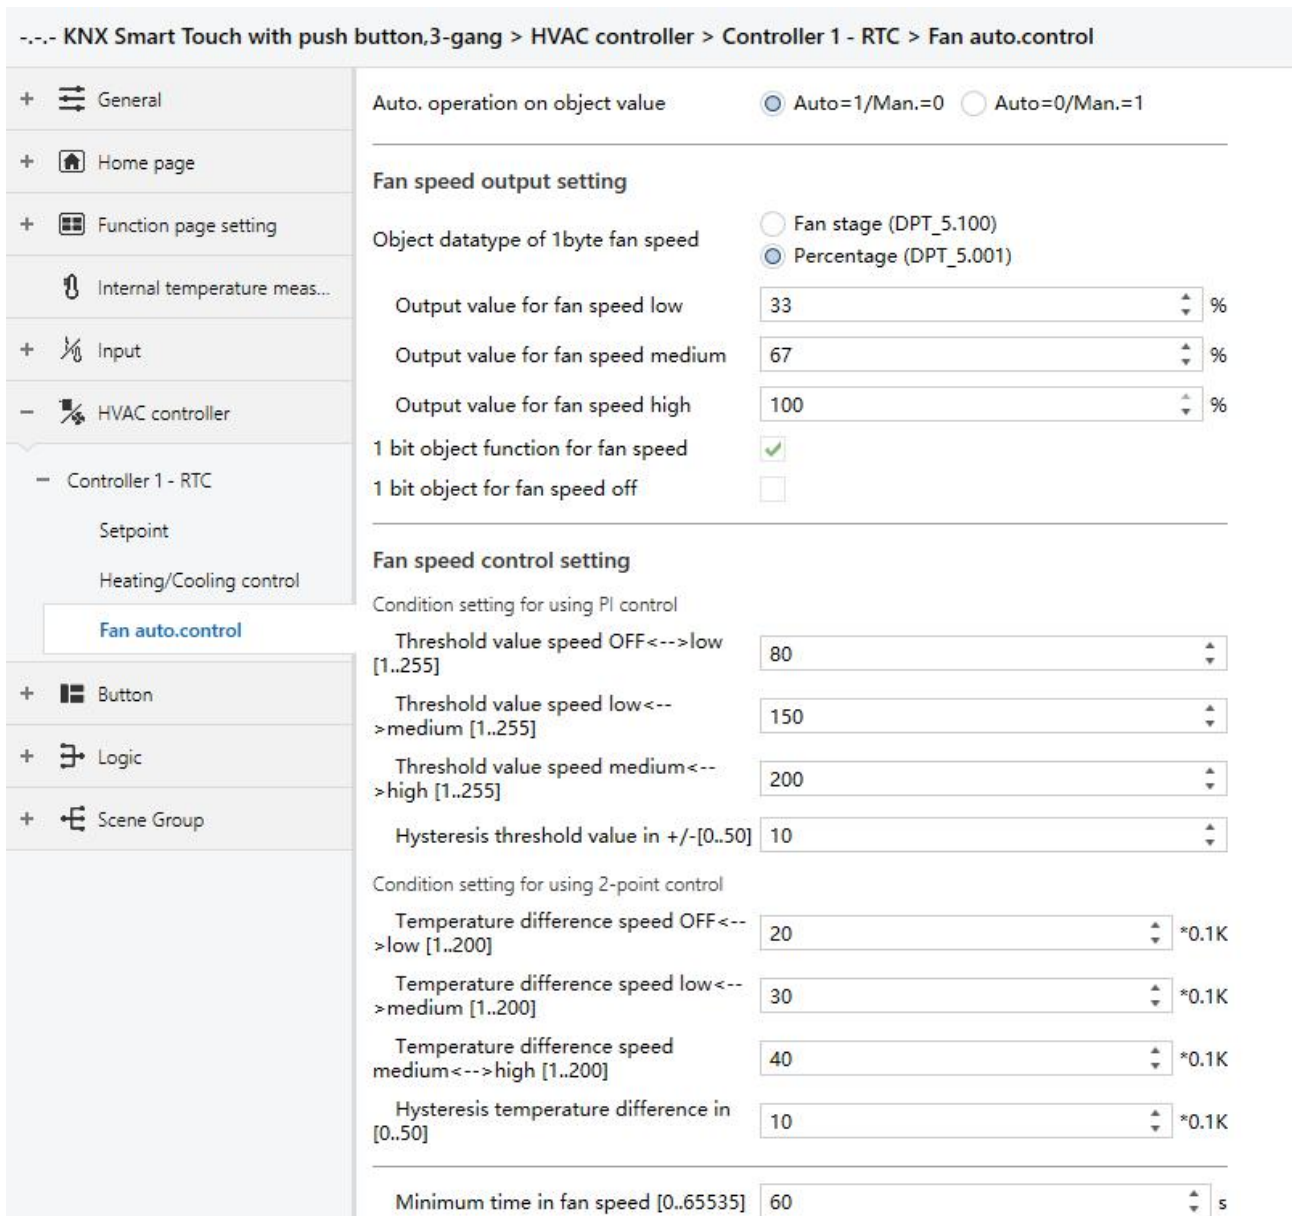 -.-.- KNX Smart Touch with push button,3-gang > HVAC controller > Controller 1 - RTC > Fan auto.control
+ General
+ Home page
+ Function page setting
Internal temperature meas...
+ Input
− HVAC controller
− Controller 1 - RTC
Setpoint
Heating/Cooling control
Fan auto.control
+ Button
+ Logic
+ Scene Group
Auto. operation on object value Auto=1/Man.=0 Auto=0/Man.=1
Fan speed output setting
Object datatype of 1byte fan speed
Fan stage (DPT_5.100)
Percentage (DPT_5.001)
Output value for fan speed low 33 %
Output value for fan speed medium 67 %
Output value for fan speed high 100 %
1 bit object function for fan speed
1 bit object for fan speed off
Fan speed control setting
Condition setting for using PI control
Threshold value speed OFF<-->low
[1..255] 80
Threshold value speed low<--
>medium [1..255] 150
Threshold value speed medium<--
>high [1..255] 200
Hysteresis threshold value in +/-[0..50] 10
Condition setting for using 2-point control
Temperature difference speed OFF<--
>low [1..200] 20 *0.1K
Temperature difference speed low<--
>medium [1..200] 30 *0.1K
Temperature difference speed
medium<-->high [1..200] 40 *0.1K
Hysteresis temperature difference in
[0..50] 10 *0.1K
Minimum time in fan speed [0..65535] 60 s